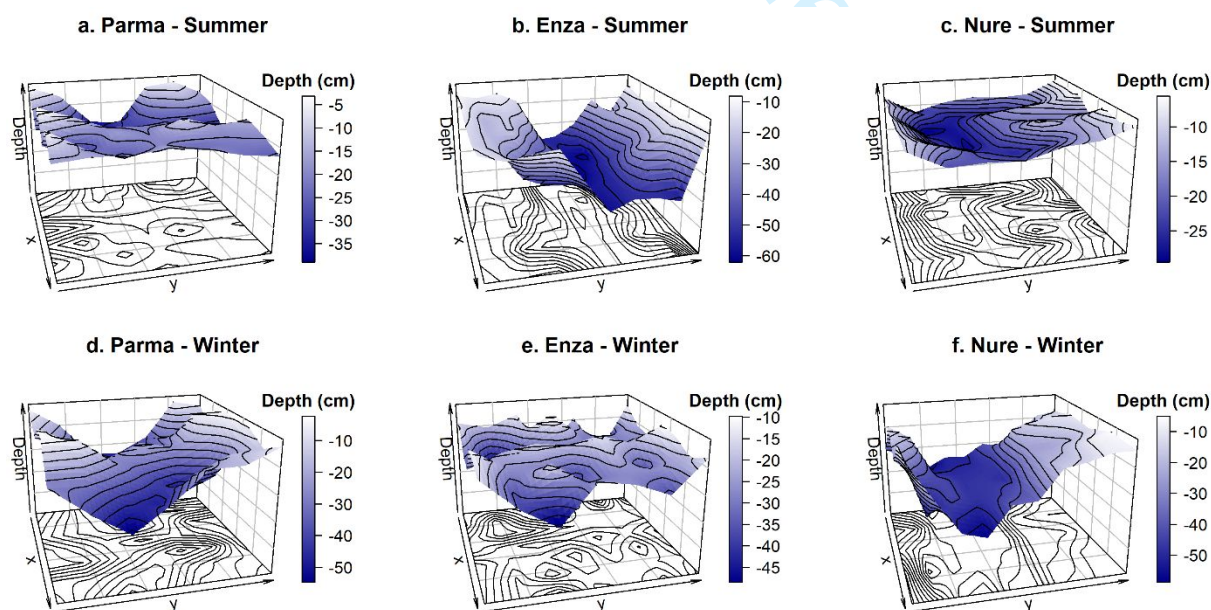 a. Parma - Summer
Depth (cm)
-5
-10
-15
-20
-25
-30
-35
Depth
x
y
b. Enza - Summer
Depth (cm)
-10
-20
-30
-40
-50
-60
Depth
x
y
c. Nure - Summer
Depth (cm)
-10
-15
-20
-25
Depth
x
y
d. Parma - Winter
Depth (cm)
-10
-20
-30
-40
-50
Depth
x
y
e. Enza - Winter
Depth (cm)
-10
-15
-20
-25
-30
-35
-40
-45
Depth
x
y
f. Nure - Winter
Depth (cm)
-10
-20
-30
-40
-50
Depth
x
y